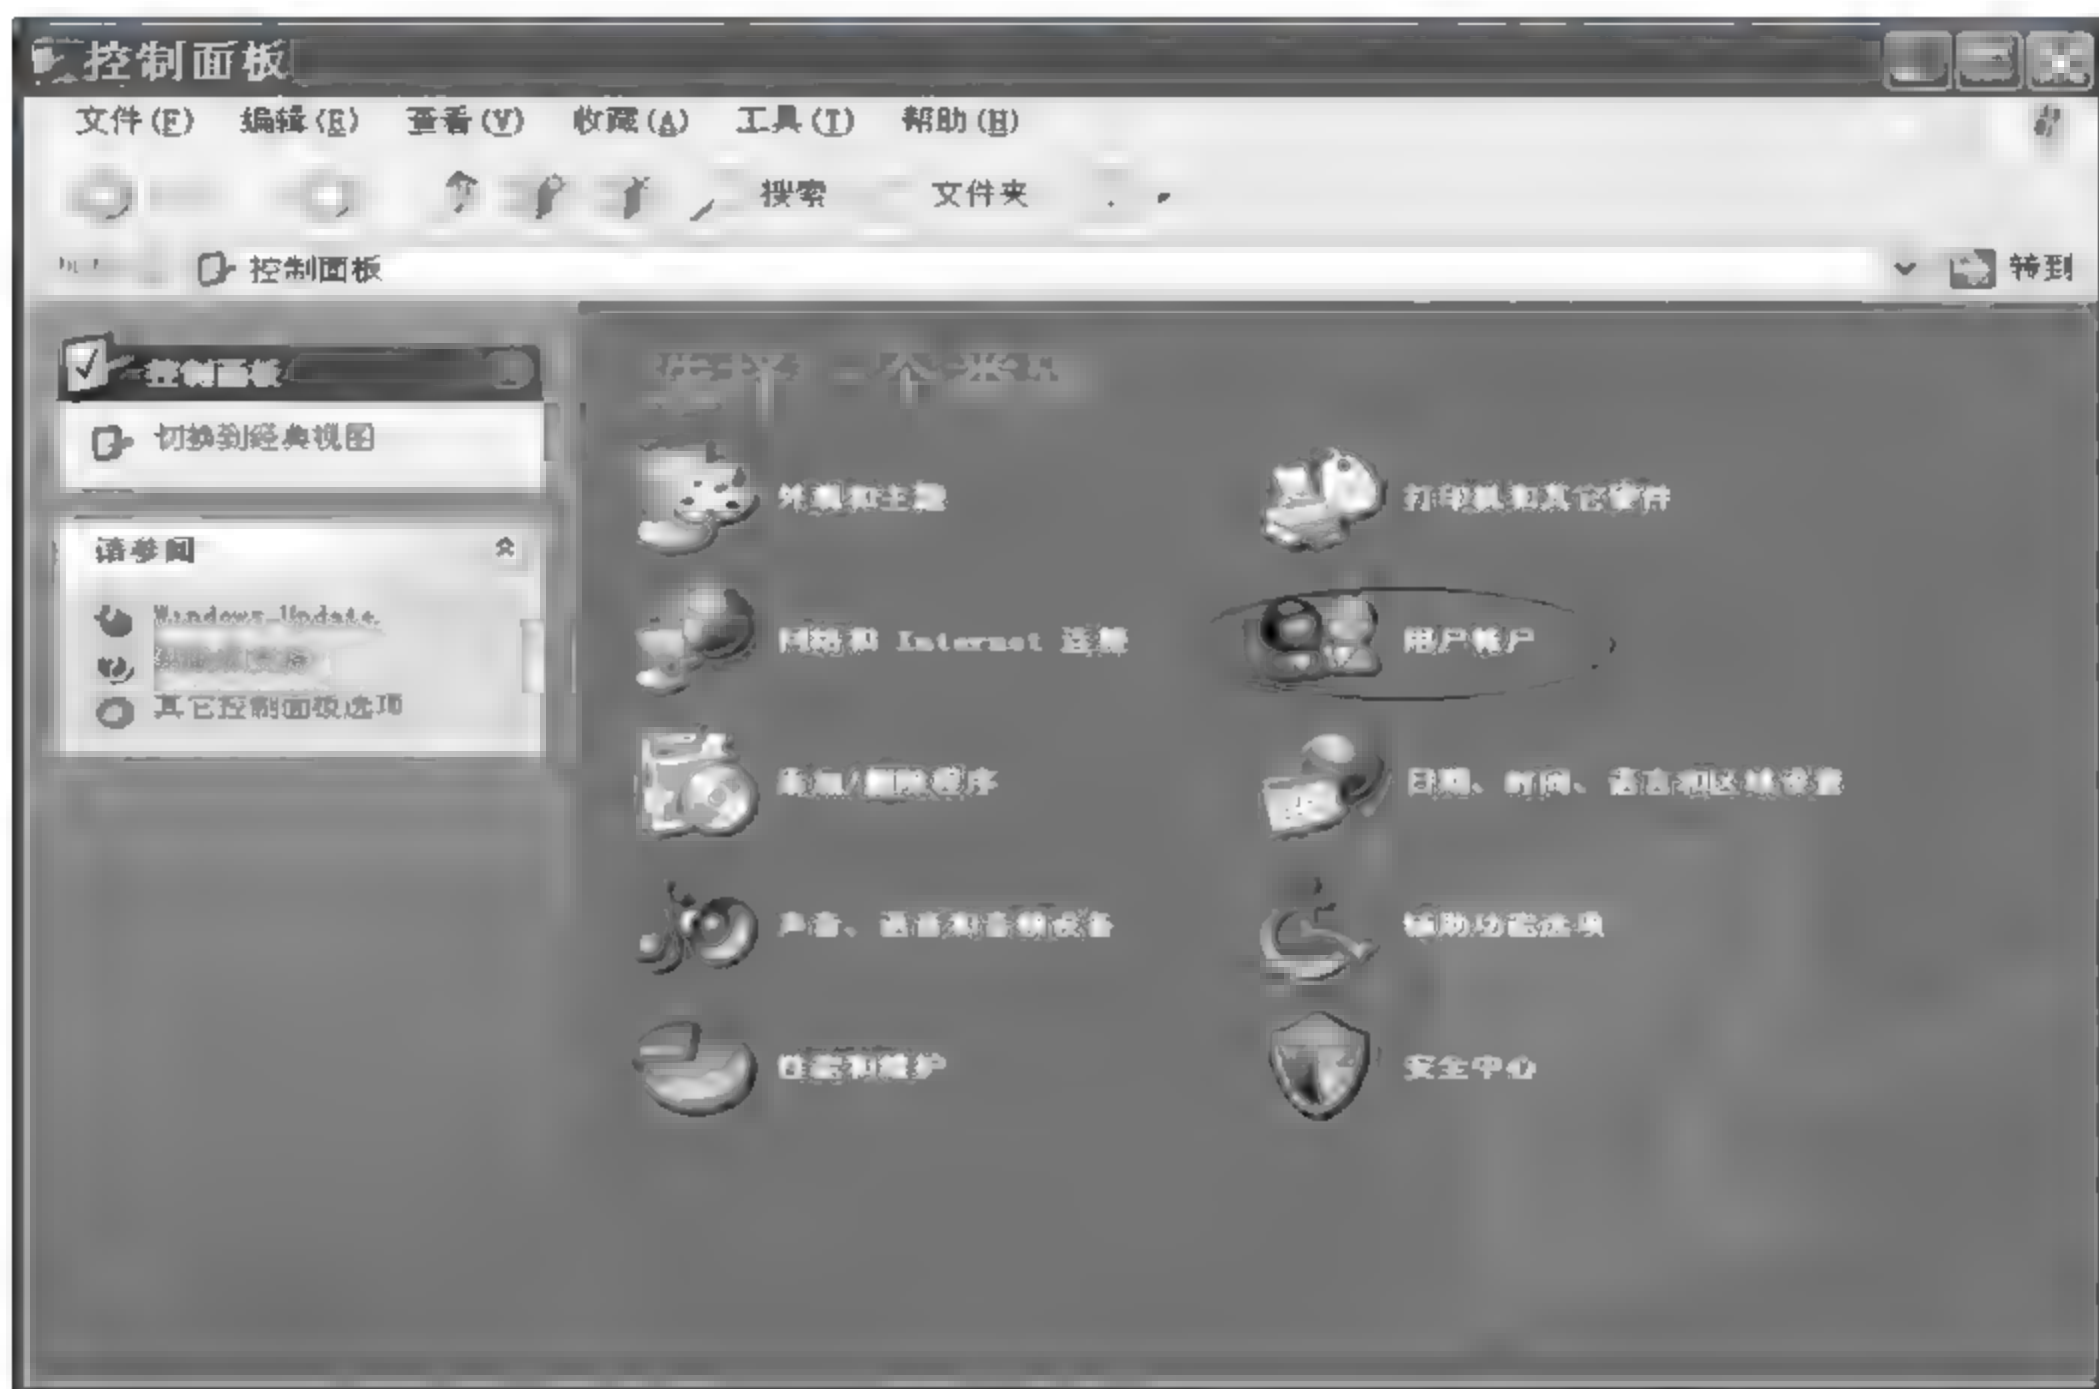 控制面板
文件(F) 编辑(E) 查看(V) 收藏(A) 工具(T) 帮助(H)
搜索 文件夹
控制面板 转到
控制面板
切换到经典视图
请参阅
Windows Update
其它控制面板选项
外观和主题
打印机和其它硬件
网络和 Internet 连接
用户帐户
添加/删除程序
日期、时间、语言和区域设置
声音、语音和音频设备
辅助功能选项
性能和维护
安全中心